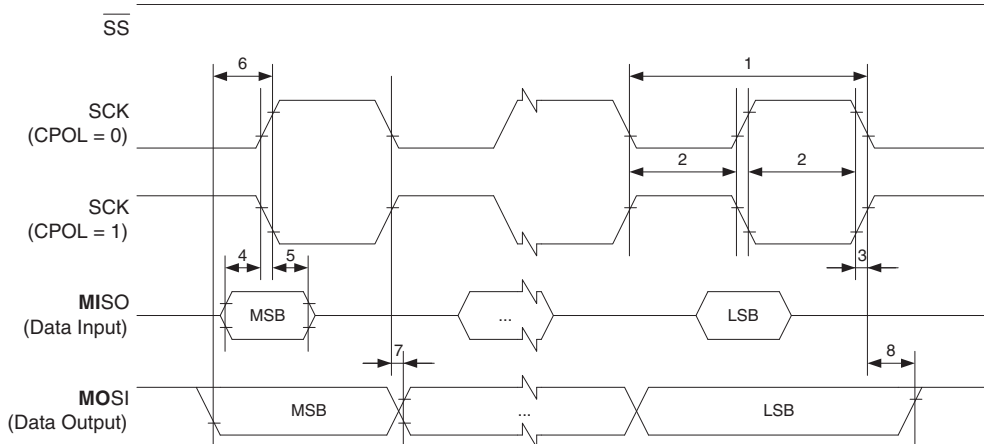 SS
6
1
SCK
(CPOL = 0)
2
2
SCK
(CPOL = 1)
4
5
3
MISO
(Data Input)
MSB
...
LSB
7
8
MOSI
(Data Output)
MSB
...
LSB